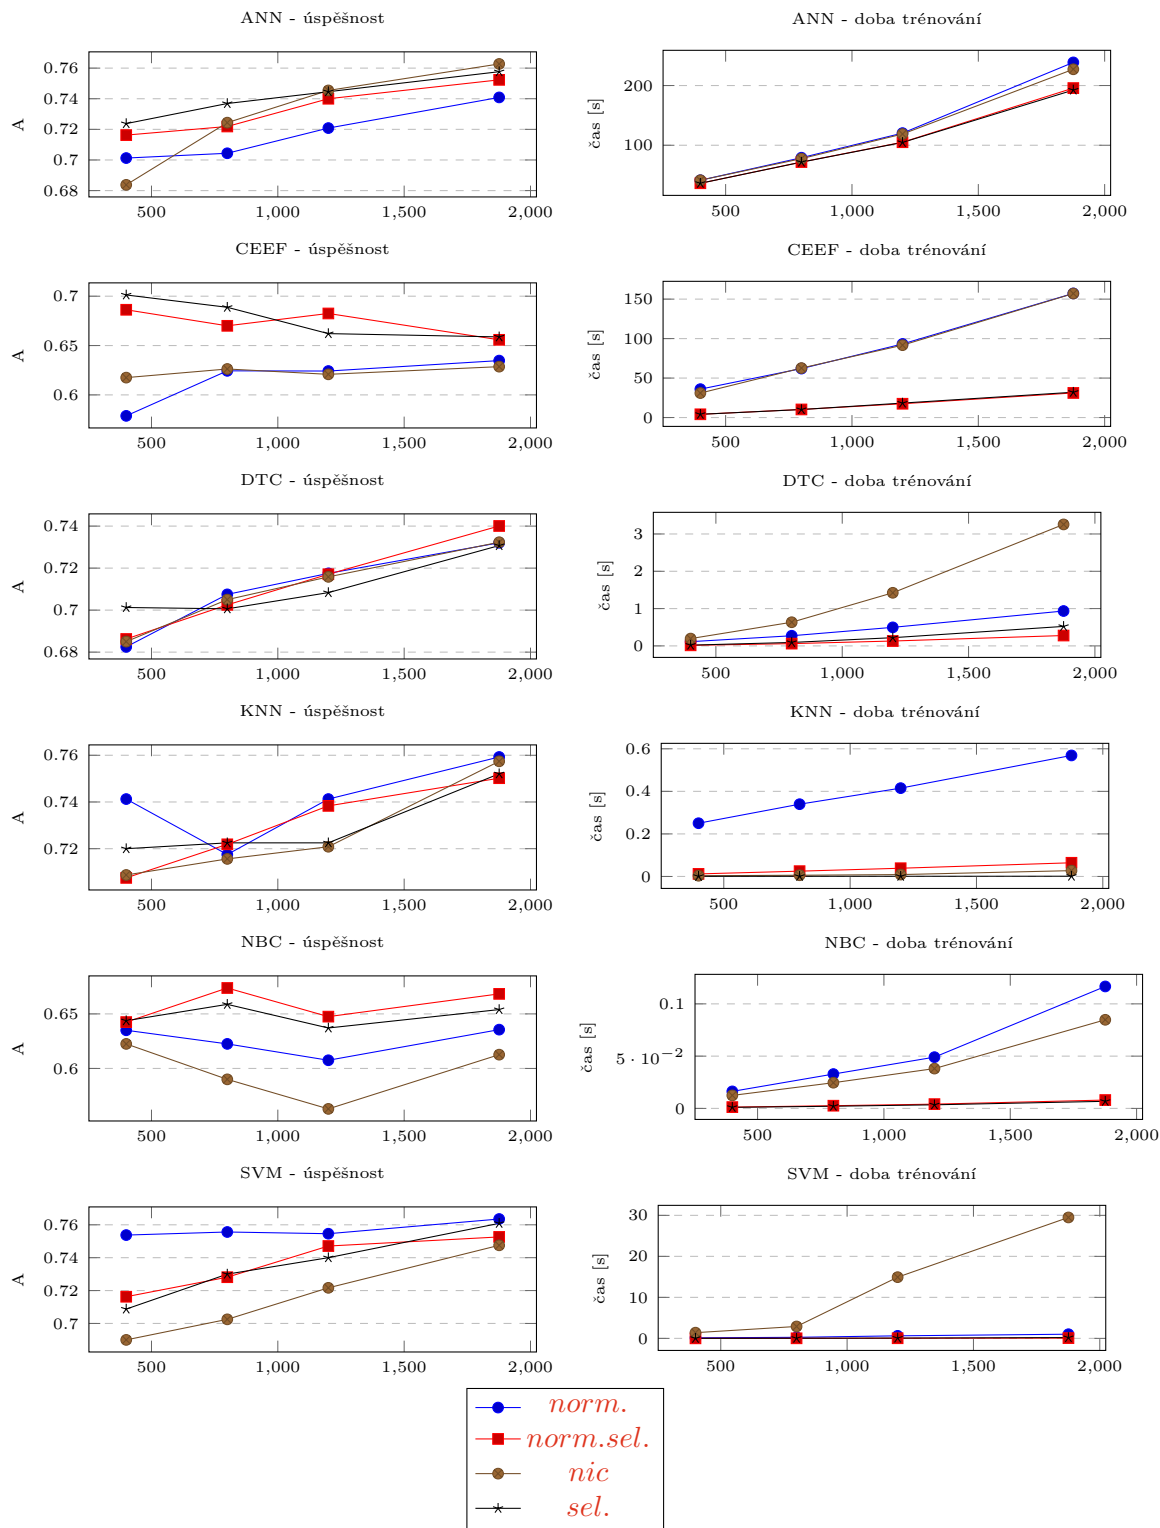 ANN - úspěšnost
A
0.76
0.74
0.72
0.7
0.68
500 1,000 1,500 2,000
ANN - doba trénování
čas [s]
200
100
500 1,000 1,500 2,000
CEEF - úspěšnost
A
0.7
0.65
0.6
500 1,000 1,500 2,000
CEEF - doba trénování
čas [s]
150
100
50
0
500 1,000 1,500 2,000
DTC - úspěšnost
A
0.74
0.72
0.7
0.68
500 1,000 1,500 2,000
DTC - doba trénování
čas [s]
3
2
1
0
500 1,000 1,500 2,000
KNN - úspěšnost
A
0.76
0.74
0.72
500 1,000 1,500 2,000
KNN - doba trénování
čas [s]
0.6
0.4
0.2
0
500 1,000 1,500 2,000
NBC - úspěšnost
A
0.65
0.6
500 1,000 1,500 2,000
NBC - doba trénování
čas [s]
0.1
5 · 10⁻²
0
500 1,000 1,500 2,000
SVM - úspěšnost
A
0.76
0.74
0.72
0.7
500 1,000 1,500 2,000
SVM - doba trénování
čas [s]
30
20
10
0
500 1,000 1,500 2,000
norm.
norm.sel.
nic
sel.